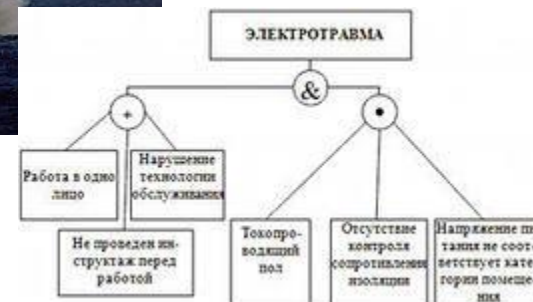 ЭЛЕКТРОТРАВМА
&
+
•
Работа в одно
лицо
Нарушение
технологии
обслуживания
Не проведен ин-
структаж перед
работой
Токопро-
водящий
пол
Отсутствие
контроля
сопротивления
изоляции
Напряжение пи-
тания не соот-
ветствует кате-
гории помеще-
ния